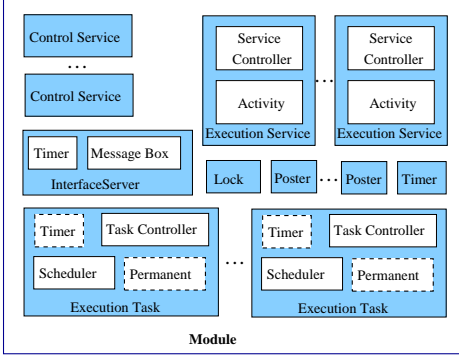 Control Service
...
Control Service
Service Controller
Activity
Execution Service
...
Service Controller
Activity
Execution Service
Timer
Message Box
InterfaceServer
Lock
Poster
...
Poster
Timer
Timer
Task Controller
Scheduler
Permanent
Execution Task
...
Timer
Task Controller
Scheduler
Permanent
Execution Task
Module